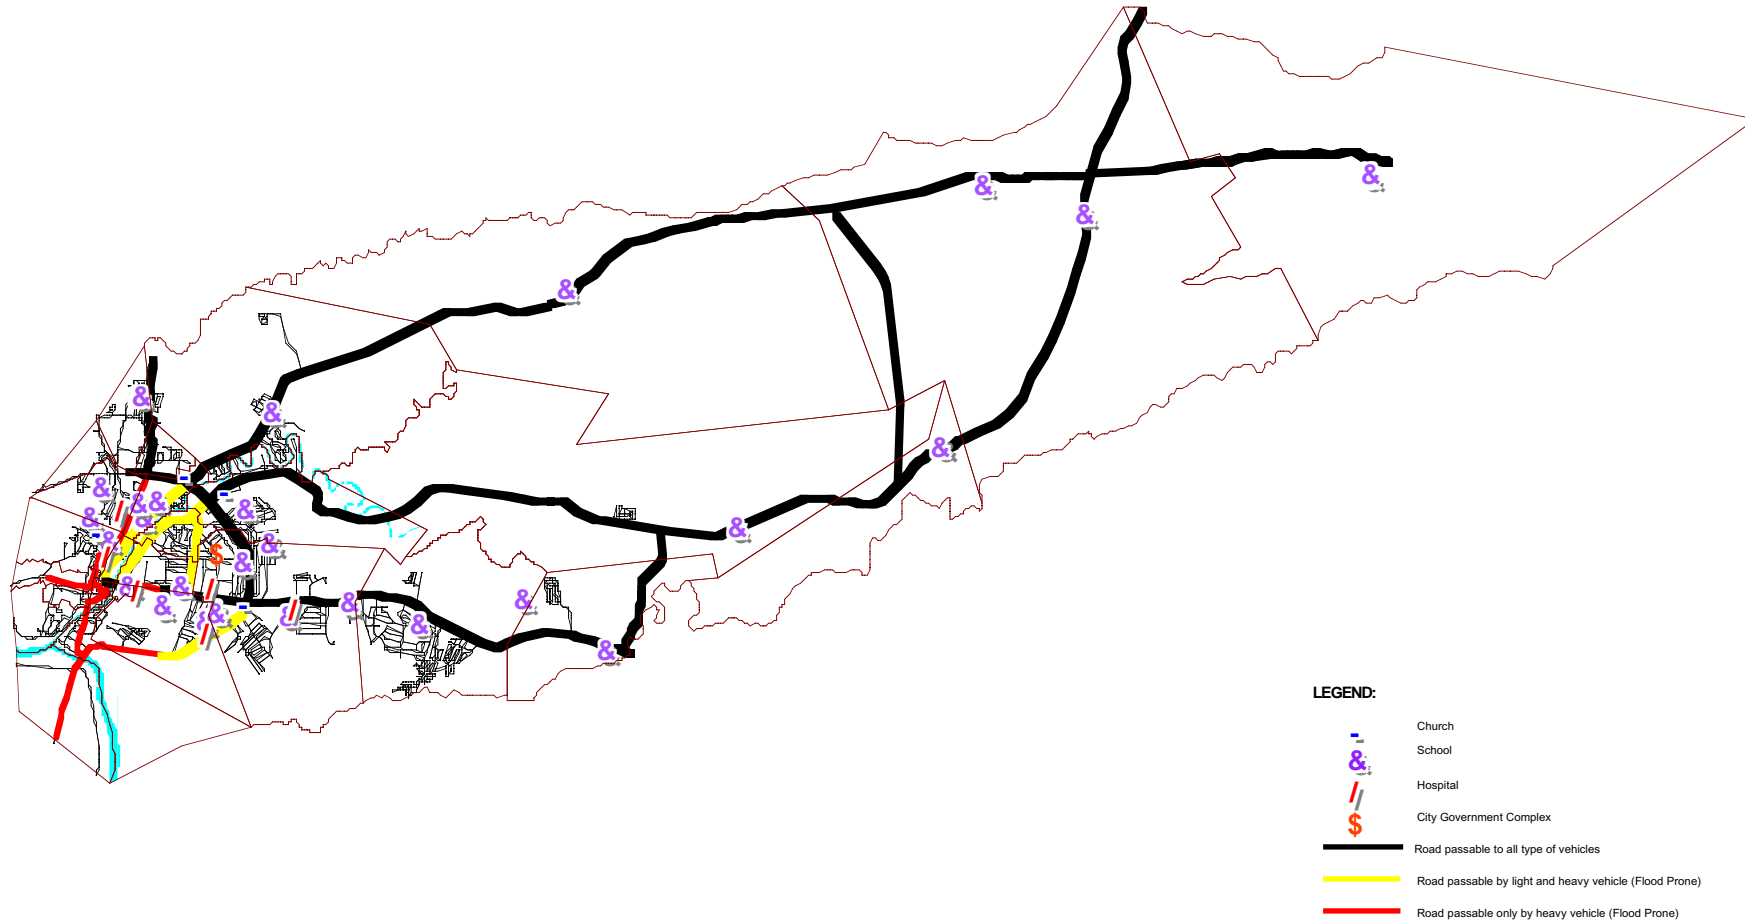 LEGEND:
Church
School
Hospital
City Government Complex
Road passable to all type of vehicles
Road passable by light and heavy vehicle (Flood Prone)
Road passable only by heavy vehicle (Flood Prone)